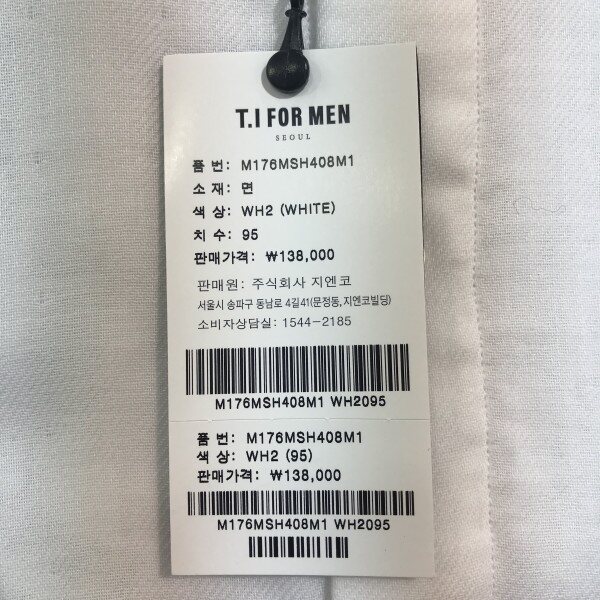 T.I FOR MEN
SEOUL
품 번: M176MSH408M1
소 재: 면
색 상: WH2 (WHITE)
치 수: 95
판매가격: ₩138,000
판매원: 주식회사 지엔코
서울시 송파구 동남로 4길41(문정동,지엔코빌딩)
소비자상담실: 1544-2185
M176MSH408M1 WH2095
품 번: M176MSH408M1
색 상: WH2 (95)
판매가격: ₩138,000
M176MSH408M1 WH2095